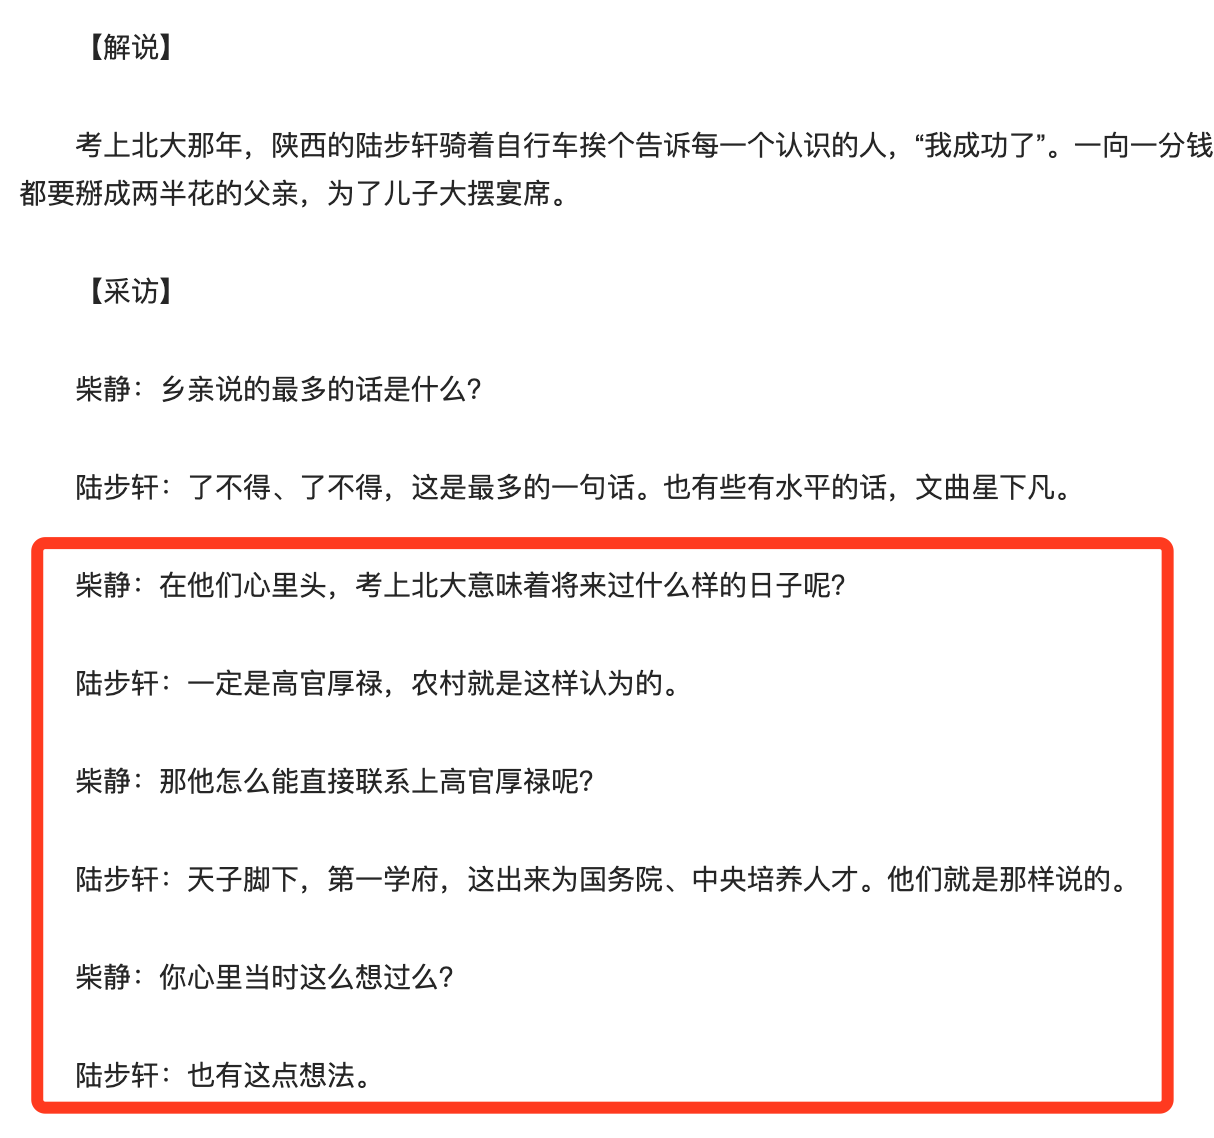 【解说】
考上北大那年，陕西的陆步轩骑着自行车挨个告诉每一个认识的人，“我成功了”。一向一分钱
都要掰成两半花的父亲，为了儿子大摆宴席。
【采访】
柴静：乡亲说的最多的话是什么?
陆步轩：了不得、了不得，这是最多的一句话。也有些有水平的话，文曲星下凡。
柴静：在他们心里头，考上北大意味着将来过什么样的日子呢?
陆步轩：一定是高官厚禄，农村就是这样认为的。
柴静：那他怎么能直接联系上高官厚禄呢?
陆步轩：天子脚下，第一学府，这出来为国务院、中央培养人才。他们就是那样说的。
柴静：你心里当时这么想过么?
陆步轩：也有这点想法。